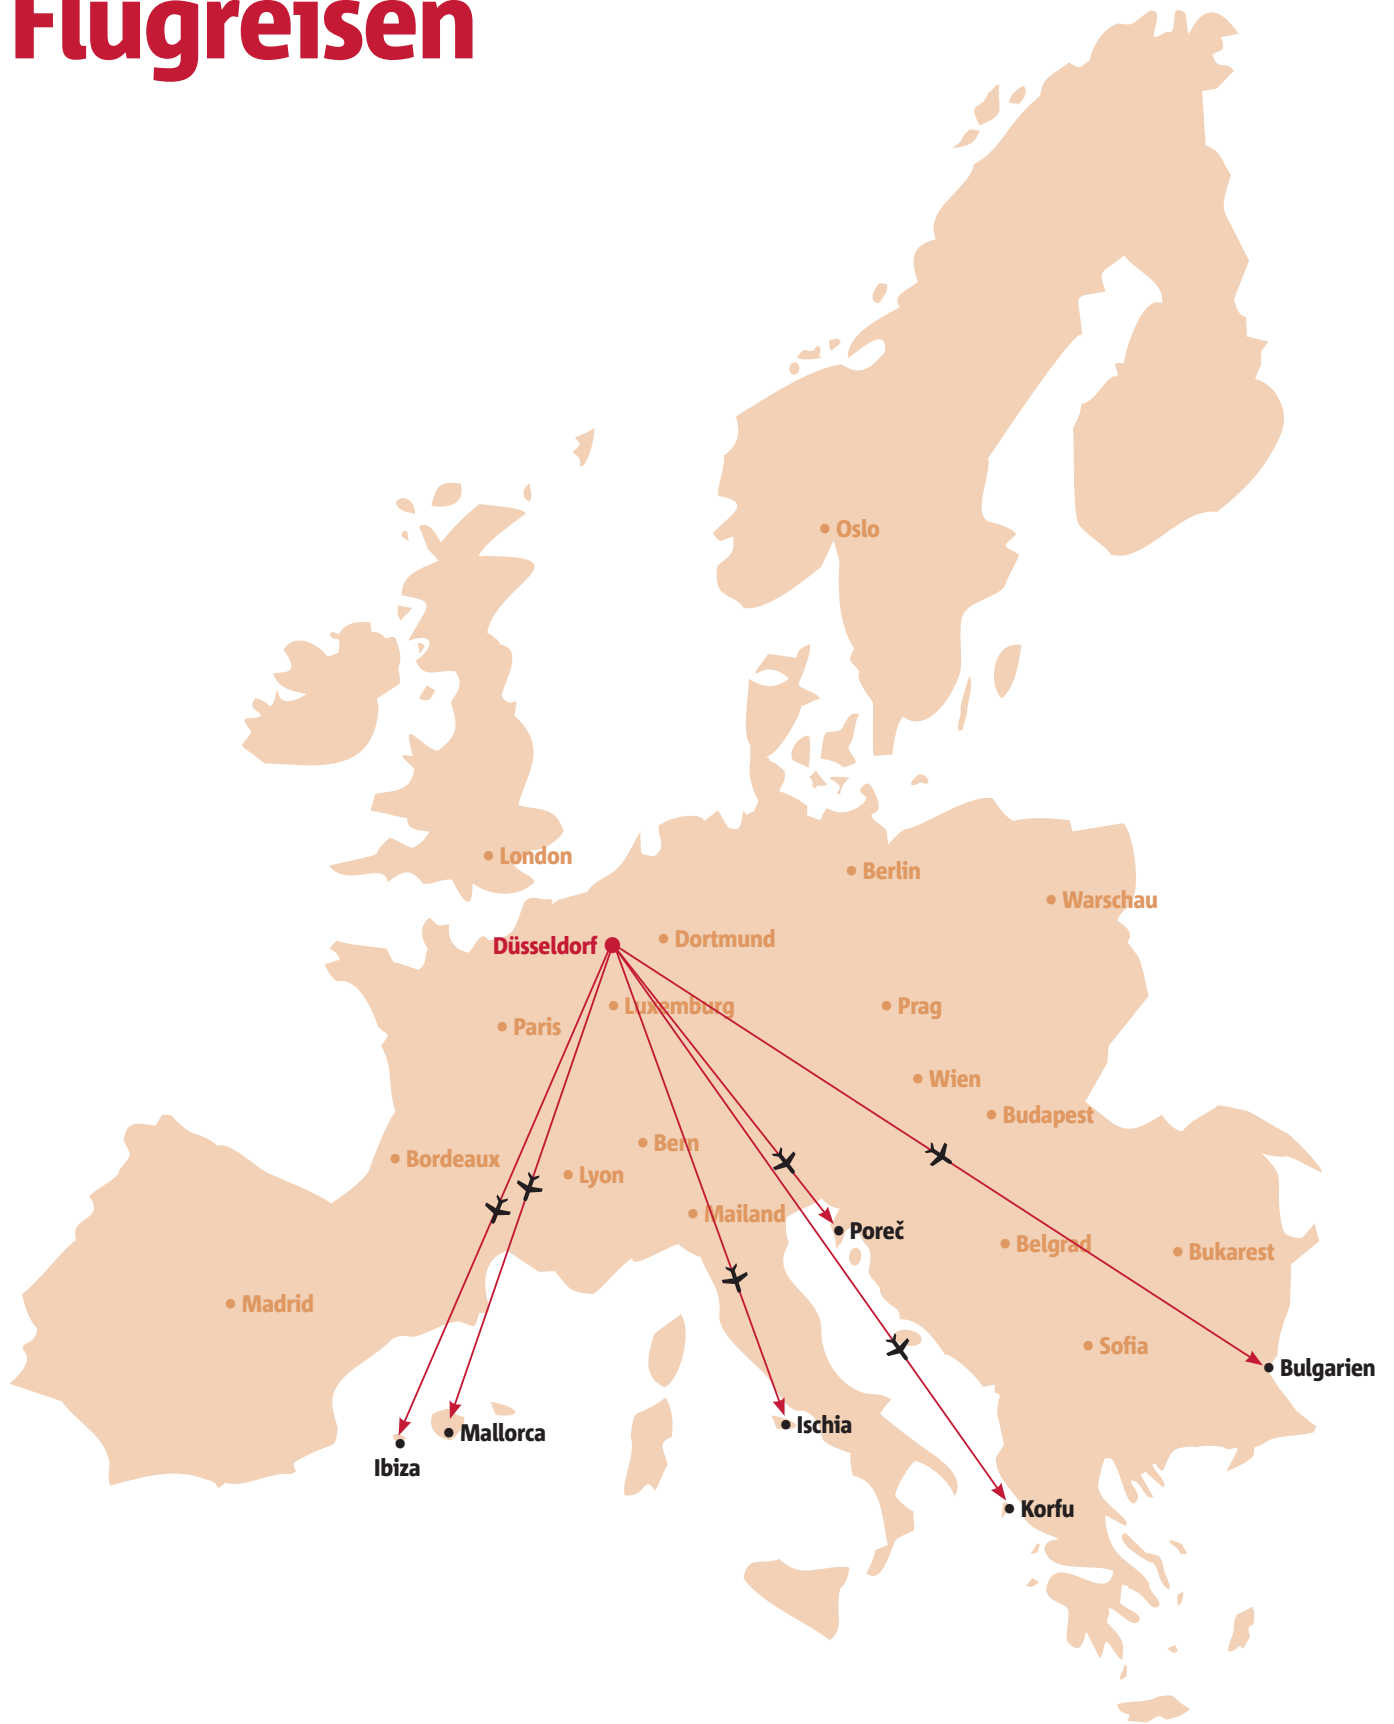 Flugreisen
Oslo
London
Berlin
Warschau
Dortmund
Düsseldorf
Luxemburg
Prag
Paris
Wien
Budapest
Bern
Bordeaux
Lyon
Mailand
Poreč
Belgrad
Bukarest
Madrid
Sofia
Bulgarien
Ischia
Mallorca
Ibiza
Korfu